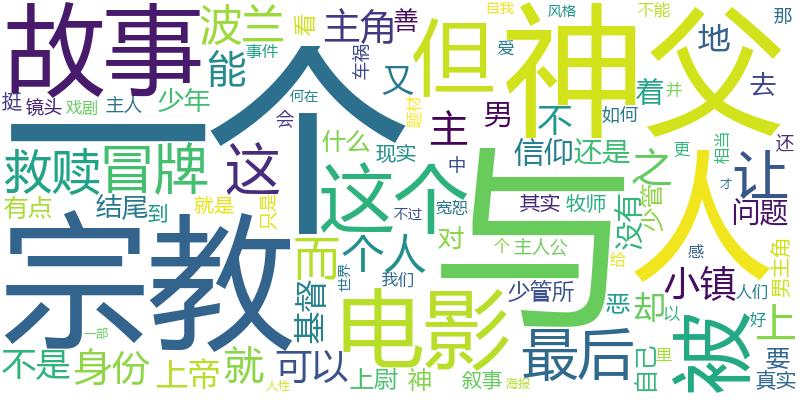 故事
波兰
能
事件
看
主角
善
车祸
又
但
自我
爱
神父
风格
不能
地
那
去
挺
镜头
戏剧
主人
少年
何在
会
一个
主
男
题材
不
着
并
如何
救赎
冒牌
这
什么
现实
中
信仰
还是
之
更
相当
还
让
才
有点
结尾
到
就是
只是
这个
不过
宽恕
与
其实
牧师
没有
少管
人
问题
宗教
而
个人
对
个
主人公
给
感
男主角
基督
世界
我们
少管所
恶
却
以
小镇
人们
好
上
电影
最后
自己
里
被
要
真实
不是
一部
身份
上帝
就
人性
可以
上尉
神
叙事
海报